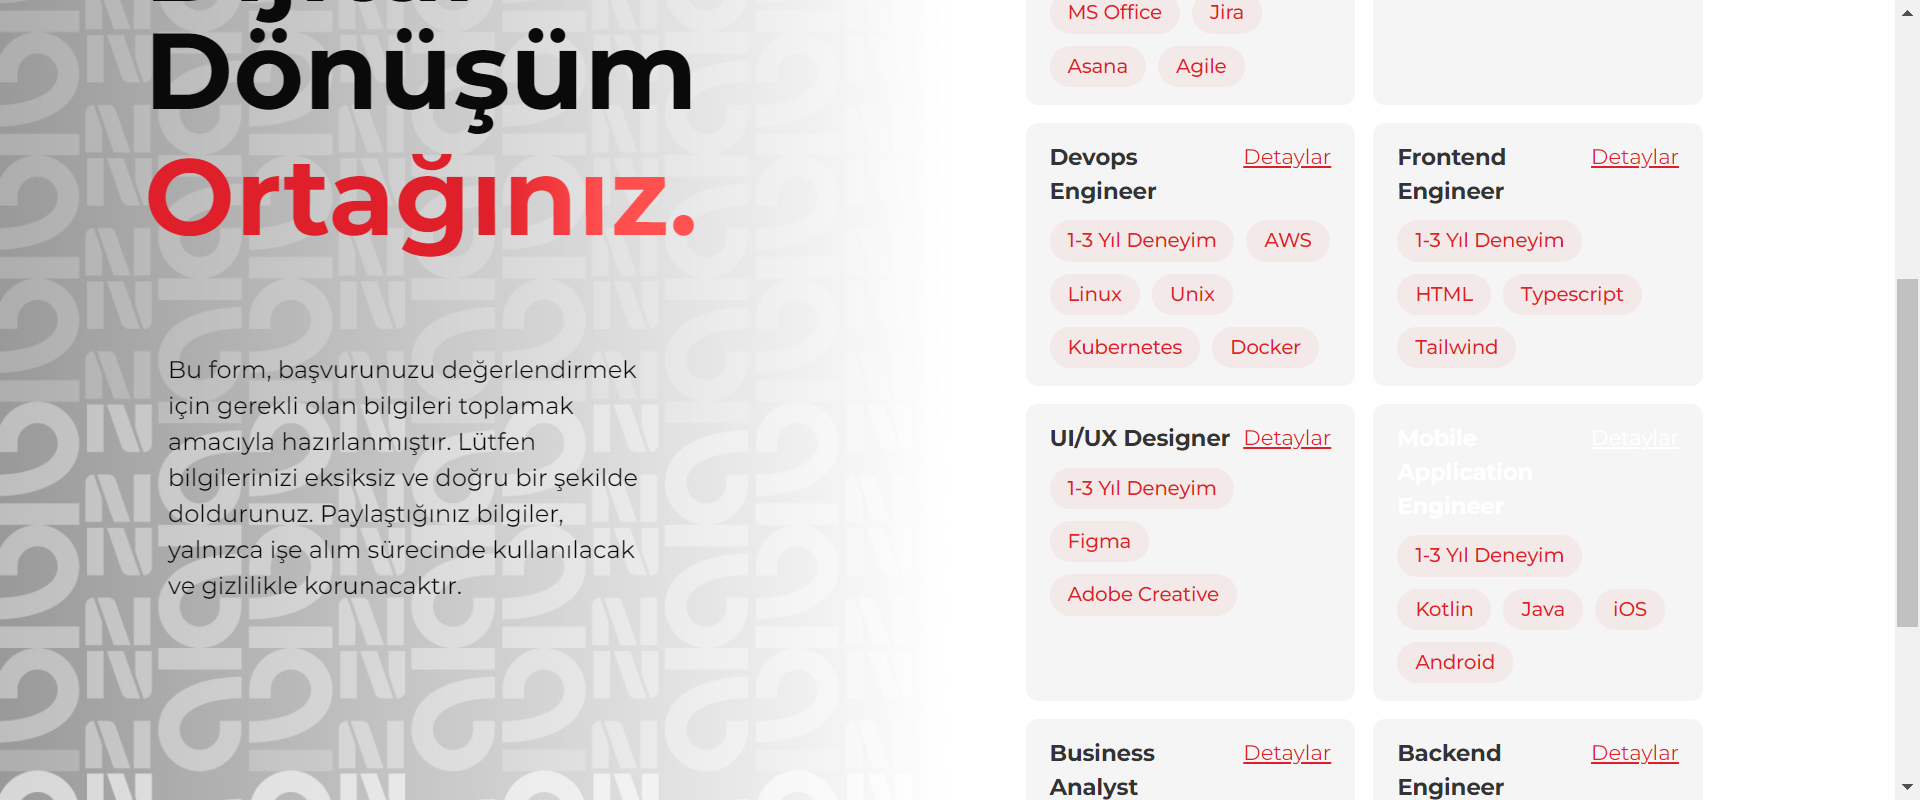 Dönüşüm
Ortağınız.
Bu form, başvurunuzu değerlendirmek
için gerekli olan bilgileri toplamak
amacıyla hazırlanmıştır. Lütfen
bilgilerinizi eksiksiz ve doğru bir şekilde
doldurunuz. Paylaştığınız bilgiler,
yalnızca işe alım sürecinde kullanılacak
ve gizlilikle korunacaktır.
MS Office Jira
Asana Agile
Devops Detaylar
Engineer
1-3 Yıl Deneyim AWS
Linux Unix
Kubernetes Docker
Frontend Detaylar
Engineer
1-3 Yıl Deneyim
HTML Typescript
Tailwind
UI/UX Designer Detaylar
1-3 Yıl Deneyim
Figma
Adobe Creative
Mobile Detaylar
Application
Engineer
1-3 Yıl Deneyim
Kotlin Java iOS
Android
Business Detaylar
Analyst
Backend Detaylar
Engineer